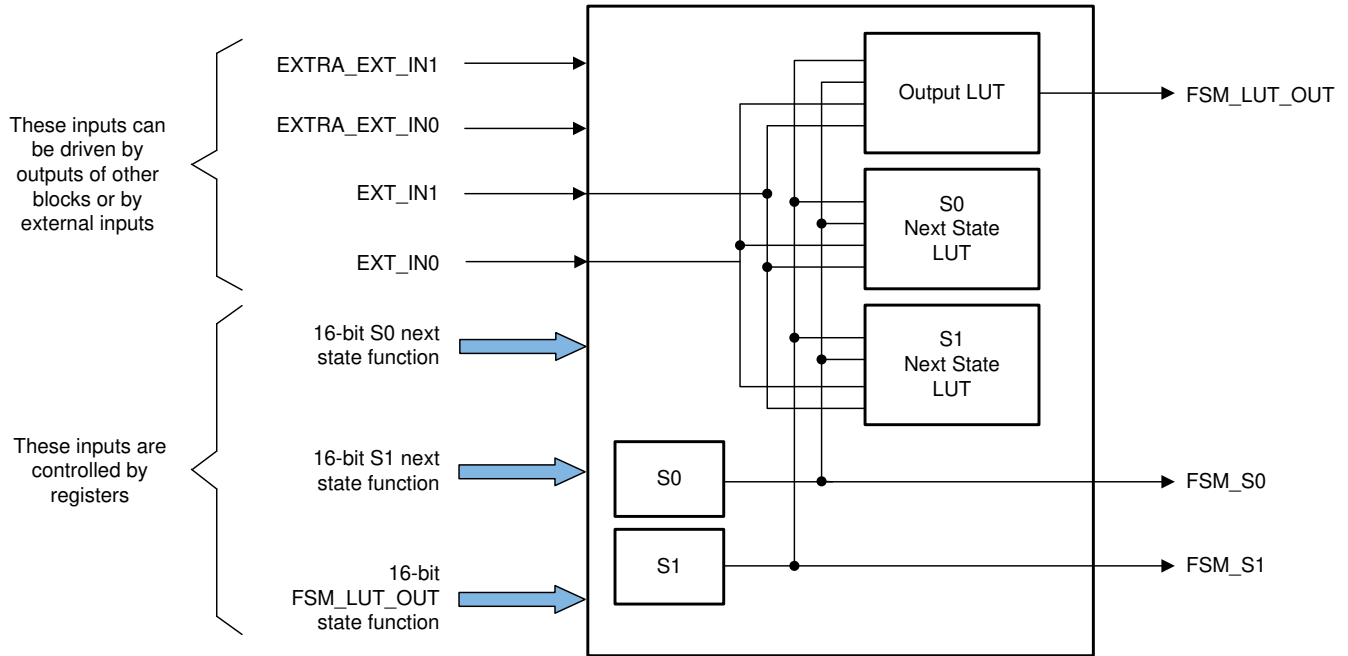 These inputs can
be driven by
outputs of other
blocks or by
external inputs
EXTRA_EXT_IN1
EXTRA_EXT_IN0
EXT_IN1
EXT_IN0
These inputs are
controlled by
registers
16-bit S0 next
state function
16-bit S1 next
state function
16-bit
FSM_LUT_OUT
state function
Output LUT
S0
Next State
LUT
S1
Next State
LUT
S0
S1
FSM_LUT_OUT
FSM_S0
FSM_S1